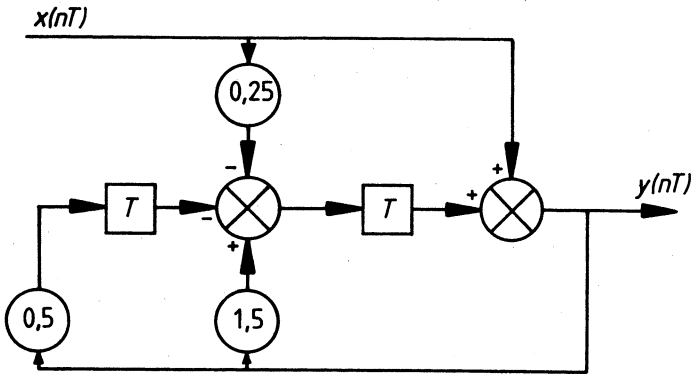 x(nT)
0,25
-
+
T
-
+
T
+
y(nT)
0,5
1,5